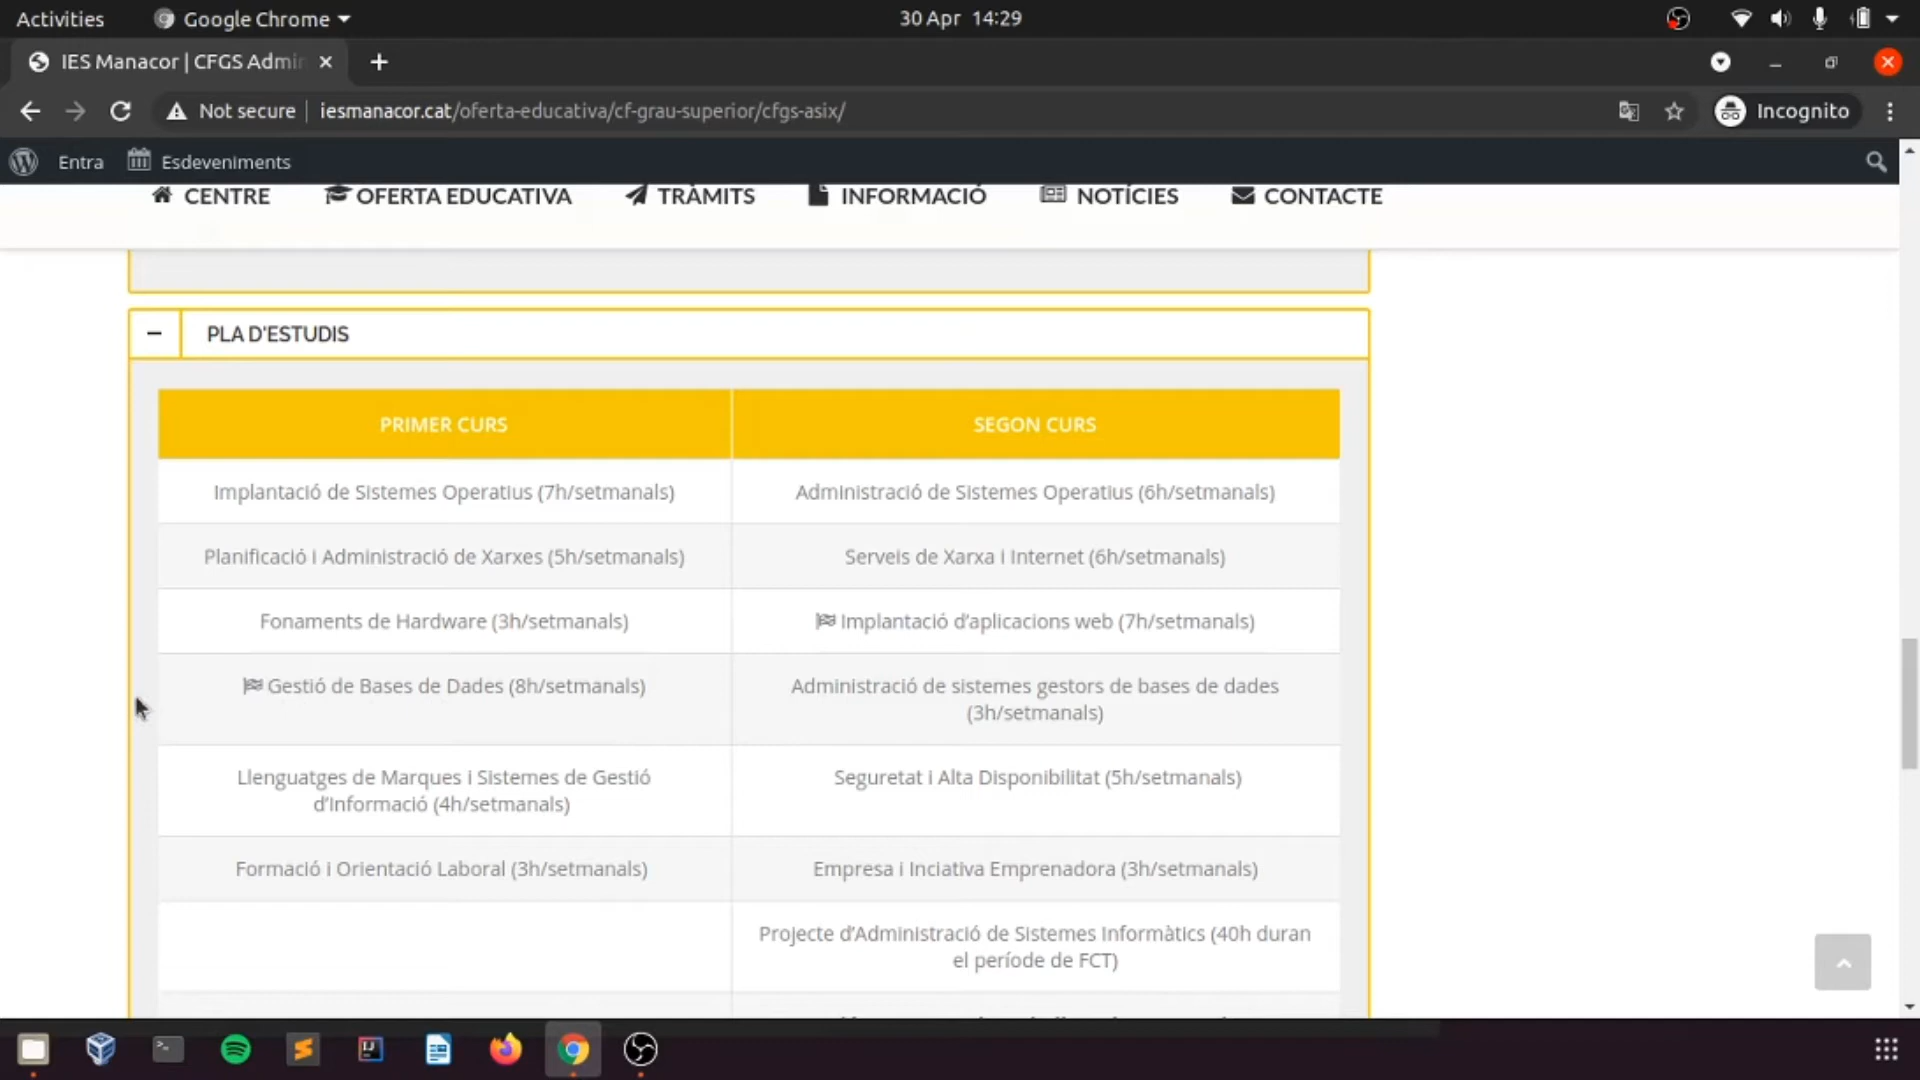 Activities
Google Chrome
30 Apr 14:29
IES Manacor | CFGS Admi
Not secure
iesmanacor.cat/oferta-educativa/cf-grau-superior/cfgs-asix/
Incognito
Entra
Esdeveniments
CENTRE
OFERTA EDUCATIVA
TRÀMITS
INFORMACIÓ
NOTÍCIES
CONTACTE
PLA D'ESTUDIS
PRIMER CURS
SEGON CURS
Implantació de Sistemes Operatius (7h/setmanals)
Administració de Sistemes Operatius (6h/setmanals)
Planificació i Administració de Xarxes (5h/setmanals)
Serveis de Xarxa i Internet (6h/setmanals)
Fonaments de Hardware (3h/setmanals)
Implantació d'aplicacions web (7h/setmanals)
Gestió de Bases de Dades (8h/setmanals)
Administració de sistemes gestors de bases de dades
(3h/setmanals)
Llenguatges de Marques i Sistemes de Gestió
d'Informació (4h/setmanals)
Seguretat i Alta Disponibilitat (5h/setmanals)
Formació i Orientació Laboral (3h/setmanals)
Empresa i Inciativa Emprenadora (3h/setmanals)
Projecte d'Administració de Sistemes Informàtics (40h duran
el període de FCT)